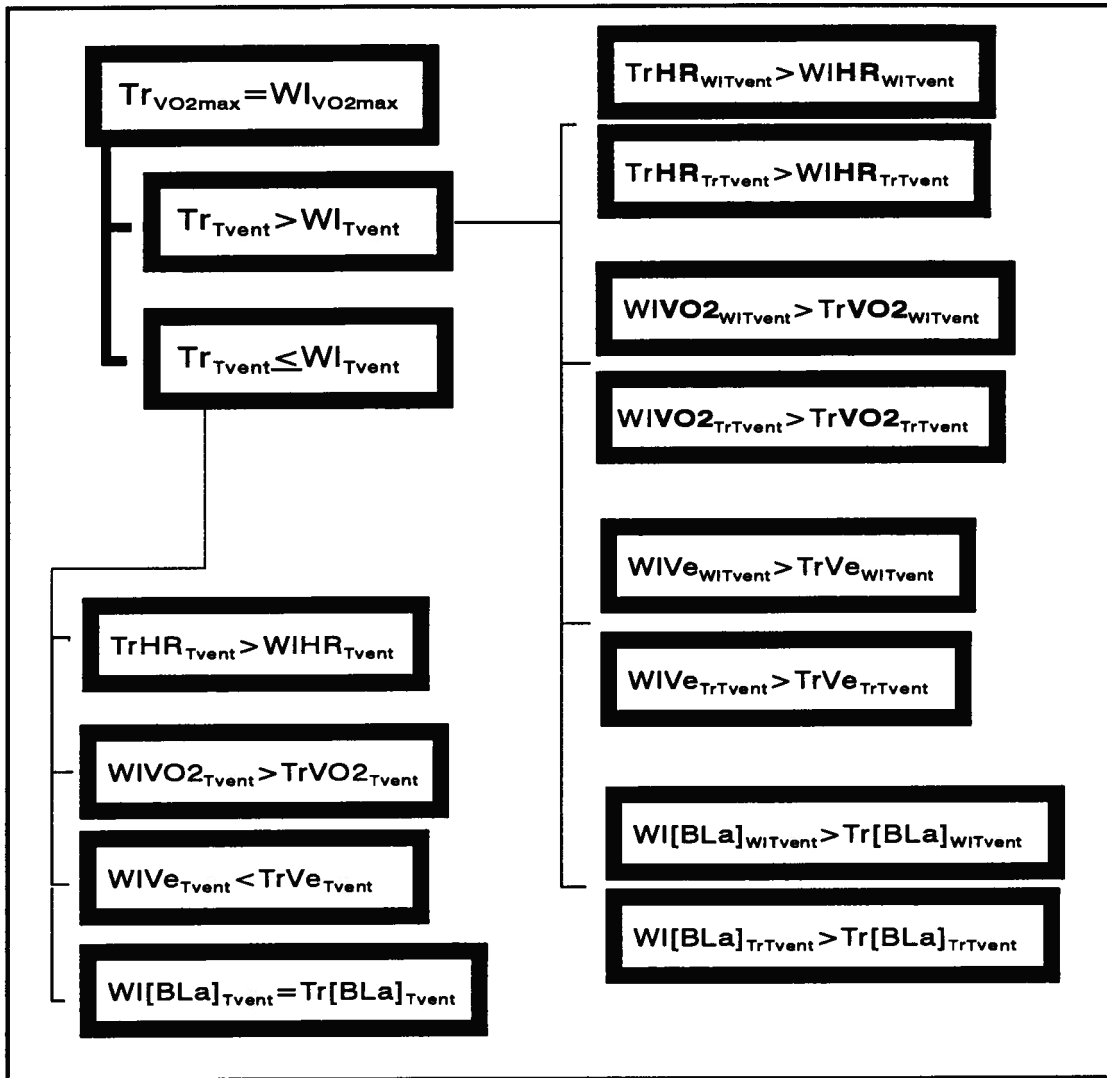 Tr_VO2max=WI_VO2max
Tr_Tvent>WI_Tvent
Tr_Tvent≤WI_Tvent
TrHR_Tvent>WIHR_Tvent
WIVO2_Tvent>TrVO2_Tvent
WIVe_Tvent<TrVe_Tvent
WI[BLa]_Tvent=Tr[BLa]_Tvent
TrHR_WITvent>WIHR_WITvent
TrHR_TrTvent>WIHR_TrTvent
WIVO2_WITvent>TrVO2_WITvent
WIVO2_TrTvent>TrVO2_TrTvent
WIVe_WITvent>TrVe_WITvent
WIVe_TrTvent>TrVe_TrTvent
WI[BLa]_WITvent>Tr[BLa]_WITvent
WI[BLa]_TrTvent>Tr[BLa]_TrTvent